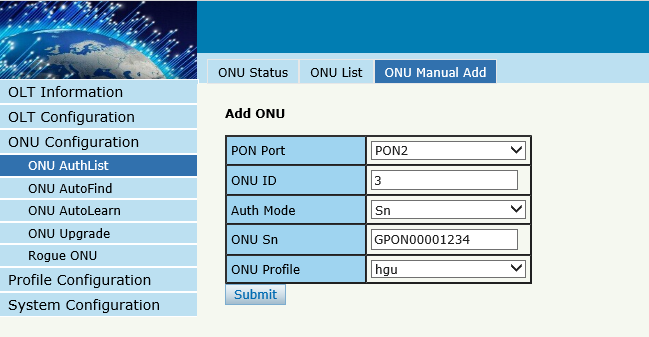 ONU Status ONU List ONU Manual Add
OLT Information
OLT Configuration
ONU Configuration
ONU AuthList
ONU AutoFind
ONU AutoLearn
ONU Upgrade
Rogue ONU
Profile Configuration
System Configuration
Add ONU
PON Port PON2
ONU ID 3
Auth Mode Sn
ONU Sn GPON00001234
ONU Profile hgu
Submit